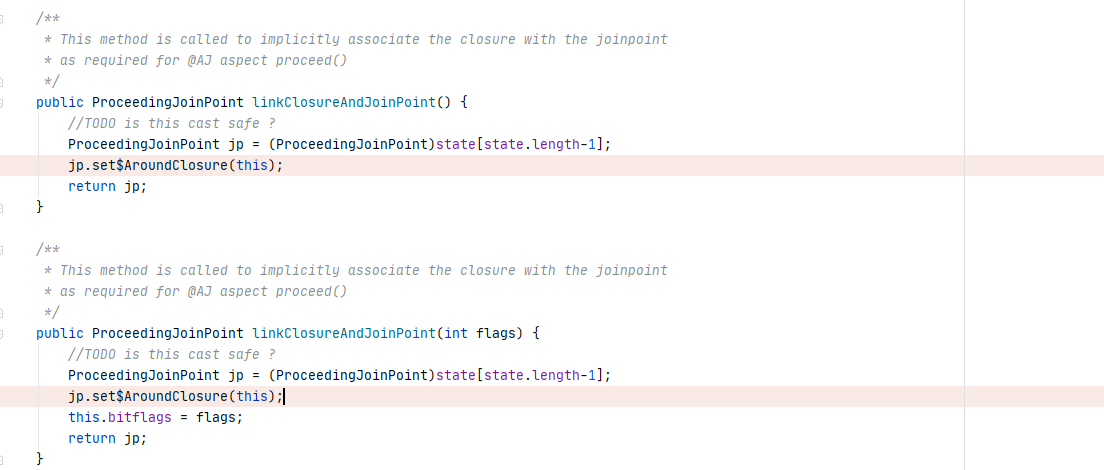 /**
 * This method is called to implicitly associate the closure with the joinpoint
 * as required for @AJ aspect proceed()
 */
public ProceedingJoinPoint linkClosureAndJoinPoint() {
    //TODO is this cast safe ?
    ProceedingJoinPoint jp = (ProceedingJoinPoint)state[state.length-1];
    jp.set$AroundClosure(this);
    return jp;
}

/**
 * This method is called to implicitly associate the closure with the joinpoint
 * as required for @AJ aspect proceed()
 */
public ProceedingJoinPoint linkClosureAndJoinPoint(int flags) {
    //TODO is this cast safe ?
    ProceedingJoinPoint jp = (ProceedingJoinPoint)state[state.length-1];
    jp.set$AroundClosure(this);
    this.bitflags = flags;
    return jp;
}